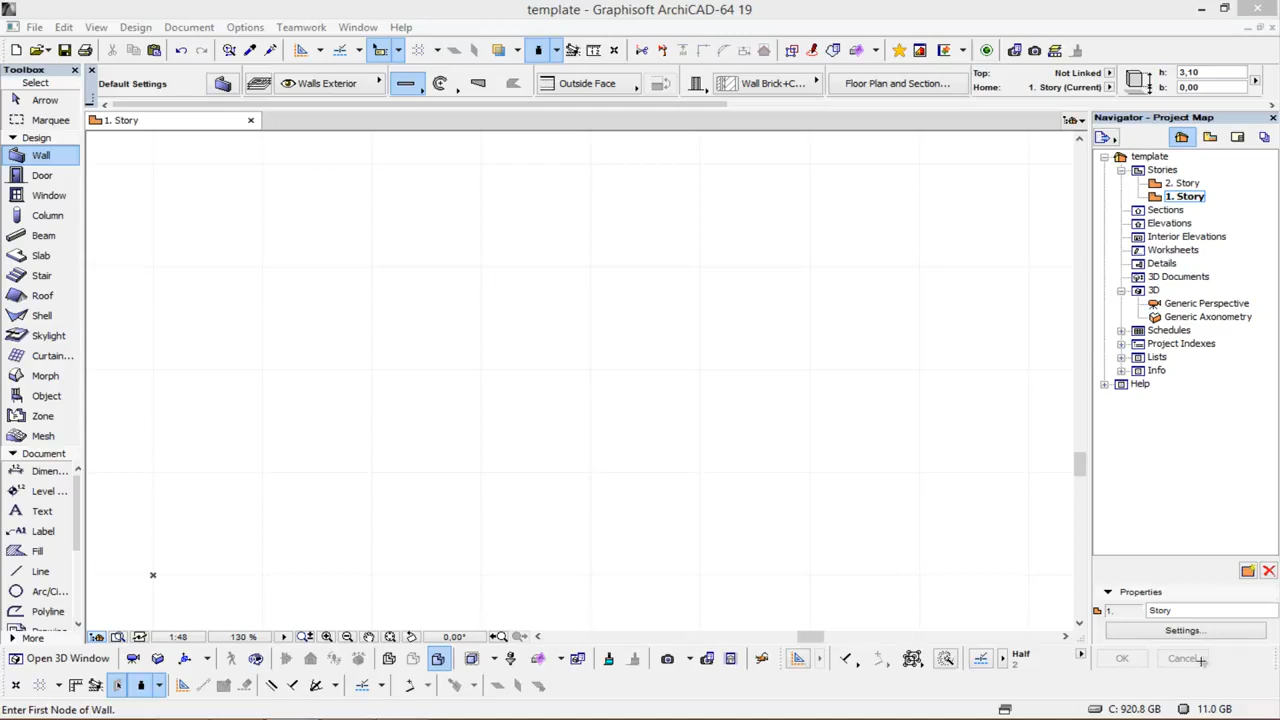 template - Graphisoft ArchiCAD-64 19
File Edit View Design Document Options Teamwork Window Help
Toolbox
Select
Arrow
Marquee
Design
Wall
Door
Window
Column
Beam
Slab
Stair
Roof
Shell
Skylight
Curtain...
Morph
Object
Zone
Mesh
Document
Dimen...
Level ...
Text
Label
Fill
Line
Arc/Ci...
Polyline
More
Default Settings
Walls Exterior
Outside Face
Wall Brick+C...
Floor Plan and Section...
Top: Not Linked
Home: 1. Story (Current)
h: 3,10
b: 0,00
1. Story
Navigator - Project Map
template
Stories
2. Story
1. Story
Sections
Elevations
Interior Elevations
Worksheets
Details
3D Documents
3D
Generic Perspective
Generic Axonometry
Schedules
Project Indexes
Lists
Info
Help
Properties
1. Story
Settings...
OK Cancel
1:48 130 % 0,00°
Open 3D Window
Half
2
Enter First Node of Wall.
C: 920.8 GB 11.0 GB